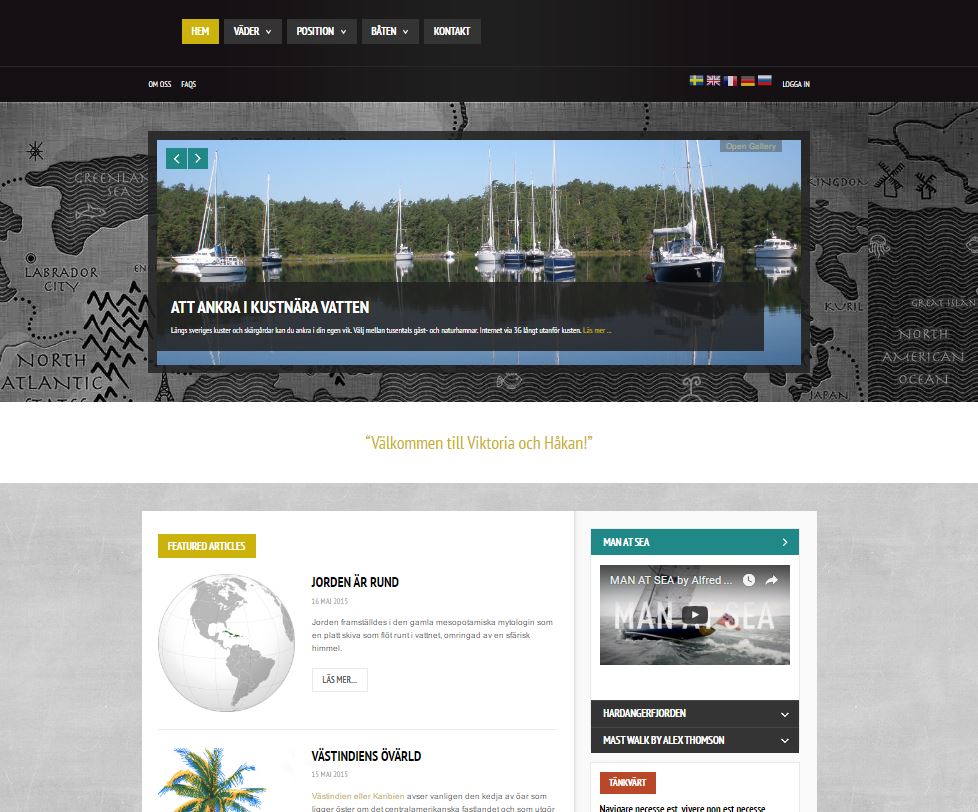 HEM VÄDER POSITION BÅTEN KONTAKT
OM OSS FAQS LOGGA IN
Open Gallery
GREENLAN
SEA
KINGDOM
LABRADOR
CITY
EN
KURIL
GREAT ISLAN
NORTH
ATLANTIC
STATES
NORTH
AMERICAN
OCEAN
JAPAN
ATT ANKRA I KUSTNÄRA VATTEN
Längs sveriges kuster och skärgårdar kan du ankra i din egen vik. Välj mellan tusentals gäst- och naturhamnar. Internet via 3G långt utanför kusten. Läs mer ...
“Välkommen till Viktoria och Håkan!”
FEATURED ARTICLES
JORDEN ÄR RUND
16 MAJ 2015
Jorden framställdes i den gamla mesopotamiska mytologin som
en platt skiva som flöt runt i vattnet, omringad av en sfärisk
himmel.
LÄS MER...
VÄSTINDIENS ÖVÄRLD
15 MAJ 2015
Västindien eller Karibien avser vanligen den kedja av öar som
ligger öster om det centralamerikanska fastlandet och som utgör
MAN AT SEA
MAN AT SEA by Alfred ...
MAN AT SEA
HARDANGERFJORDEN
MAST WALK BY ALEX THOMSON
TÄNKVÄRT
Navigare necesse est, vivere non est necesse